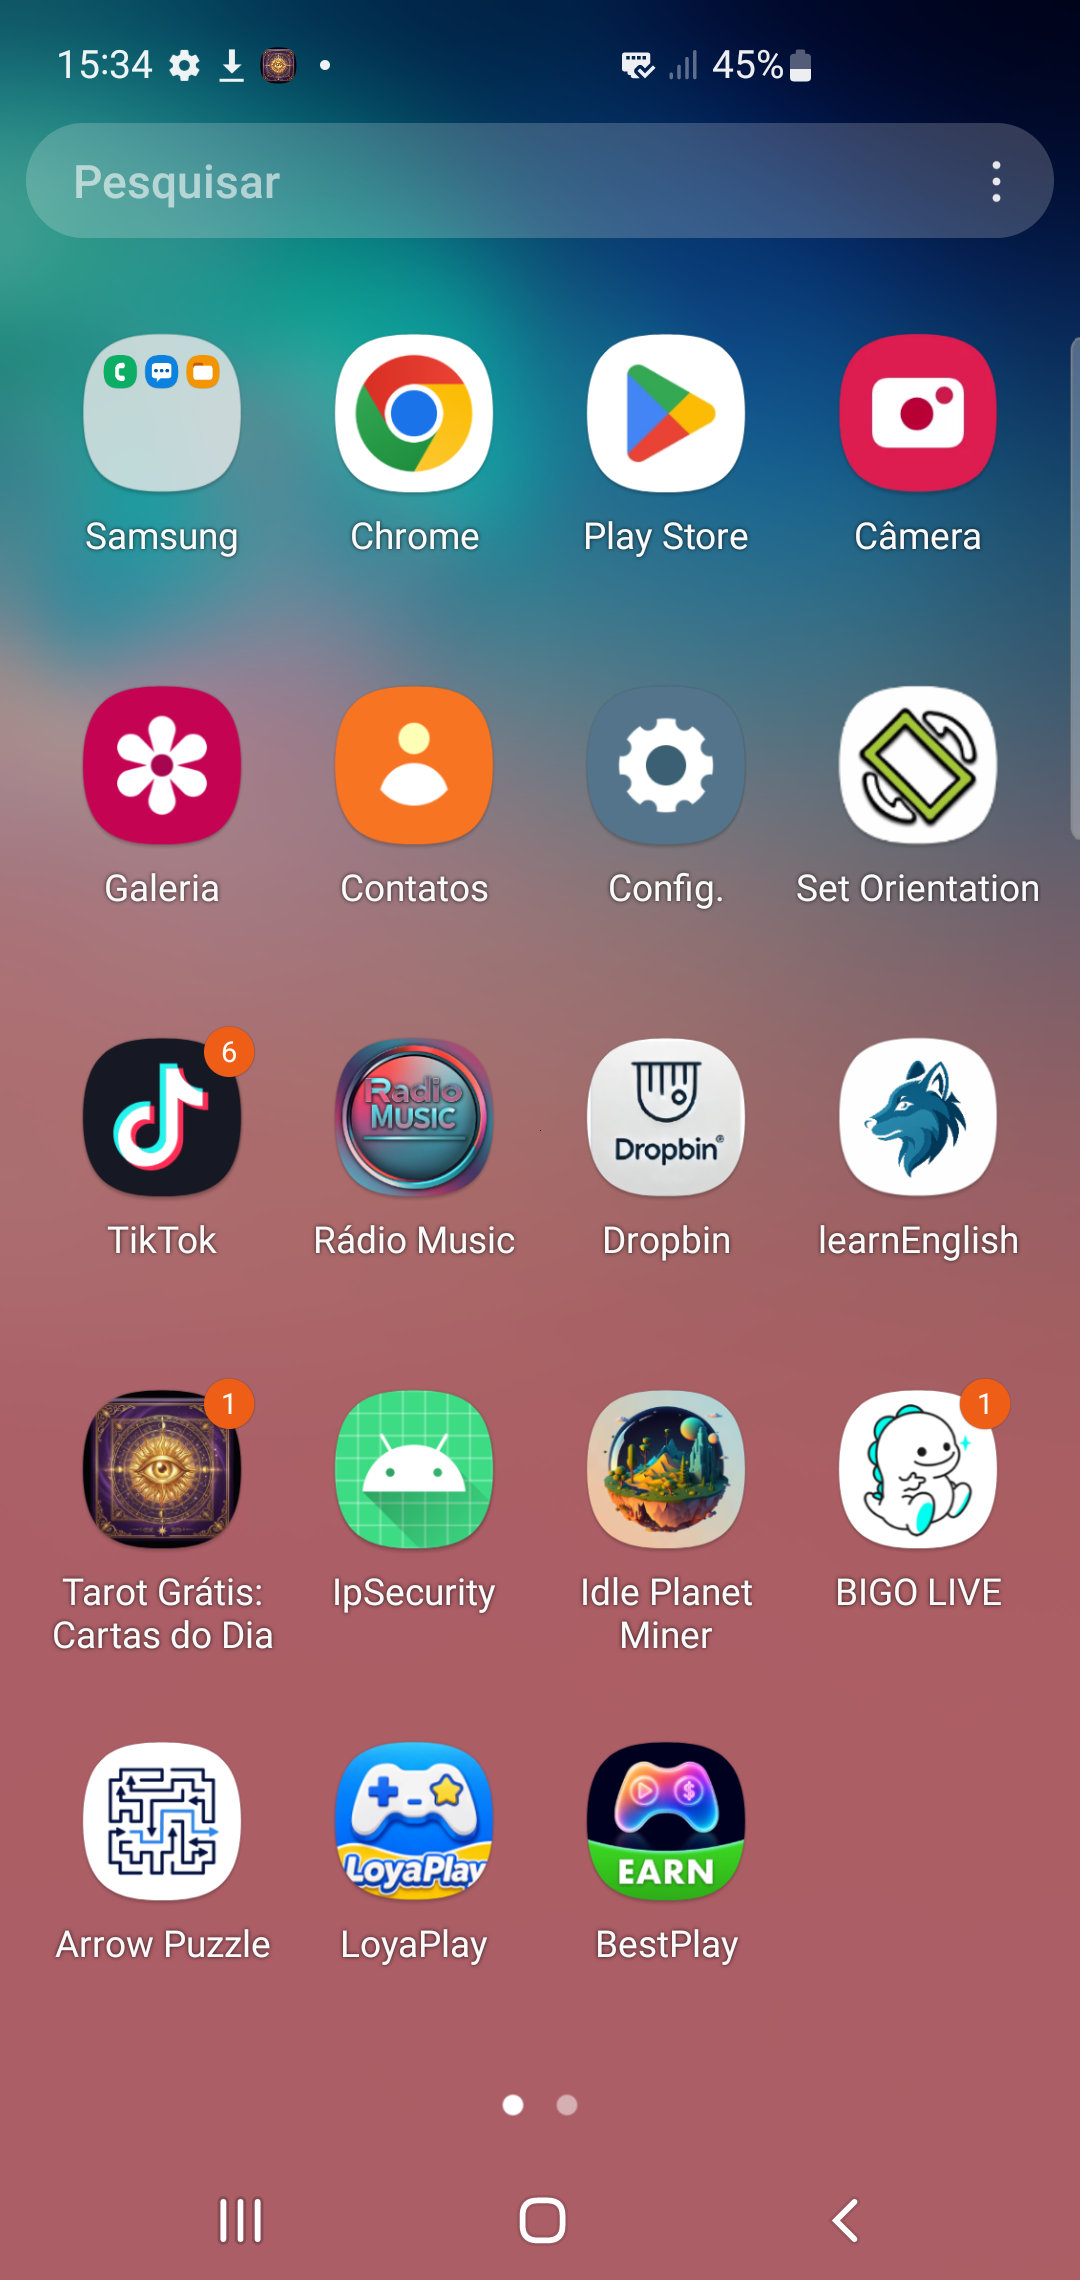 15:34
45%
Pesquisar
Samsung
Chrome
Play Store
Câmera
Galeria
Contatos
Config.
Set Orientation
6
Radio
MUSIC
Dropbin®
TikTok
Rádio Music
Dropbin
learnEnglish
1
1
Tarot Grátis:
Cartas do Dia
IpSecurity
Idle Planet
Miner
BIGO LIVE
LoyaPlay
EARN
Arrow Puzzle
LoyaPlay
BestPlay